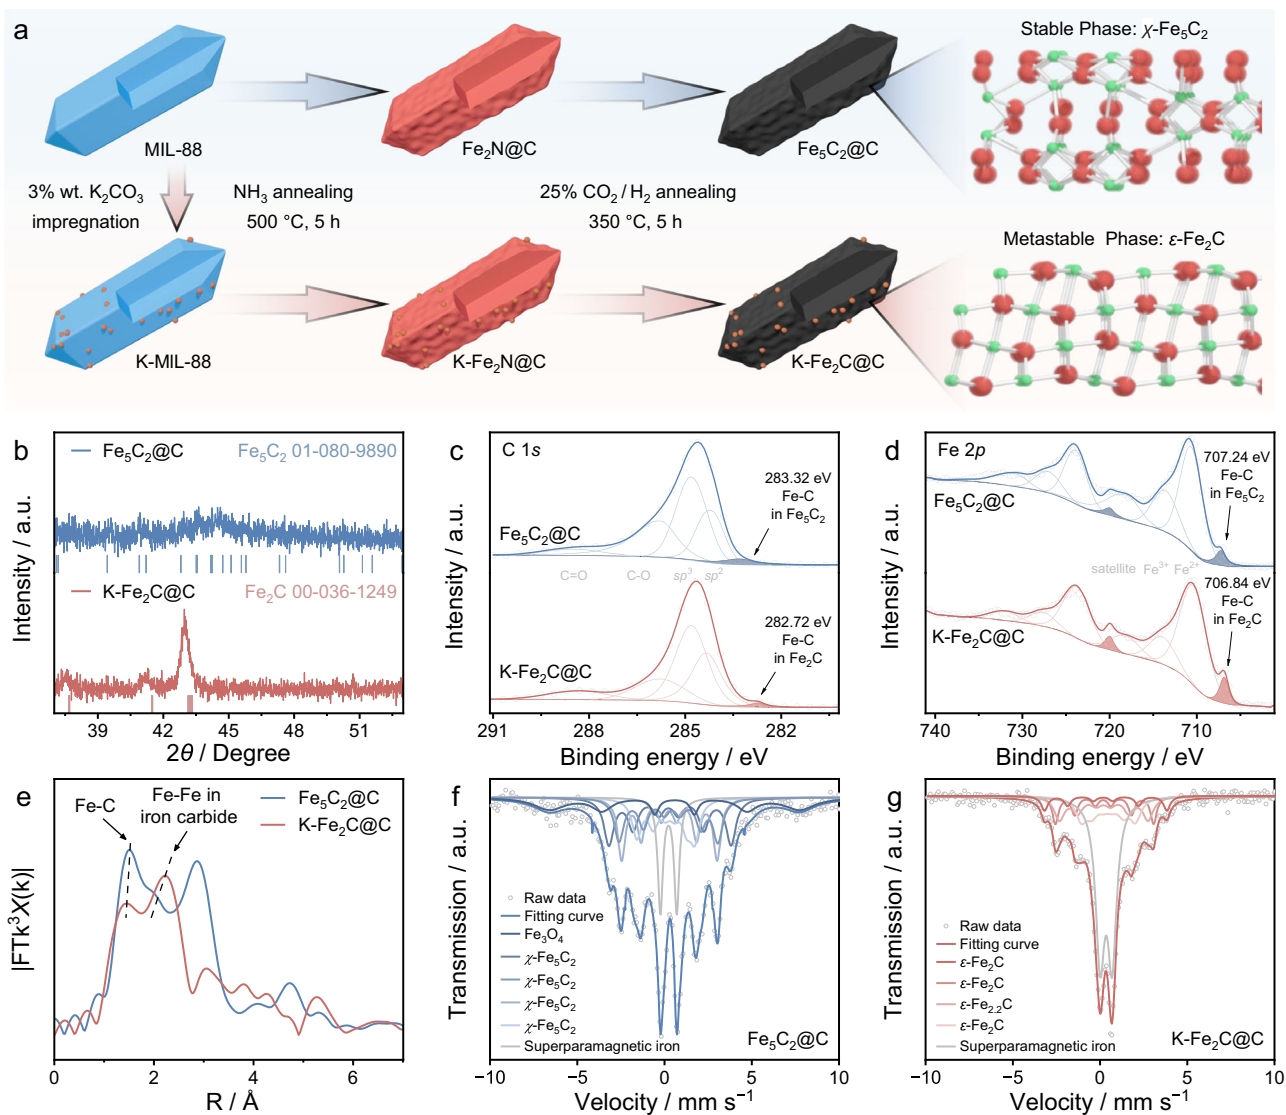 a
MIL-88
Fe₂N@C
Fe₅C₂@C
Stable Phase: χ-Fe₅C₂
3% wt. K₂CO₃
impregnation
NH₃ annealing
500 °C, 5 h
25% CO₂ / H₂ annealing
350 °C, 5 h
Metastable Phase: ε-Fe₂C
K-MIL-88
K-Fe₂N@C
K-Fe₂C@C
b
Fe₅C₂@C
Fe₅C₂ 01-080-9890
K-Fe₂C@C
Fe₂C 00-036-1249
Intensity / a.u.
39 42 45 48 51
2θ / Degree
c
C 1s
283.32 eV
Fe-C
in Fe₅C₂
Fe₅C₂@C
C=O C-O sp³ sp²
282.72 eV
Fe-C
in Fe₂C
K-Fe₂C@C
Intensity / a.u.
291 288 285 282
Binding energy / eV
d
Fe 2p
707.24 eV
Fe-C
in Fe₅C₂
Fe₅C₂@C
satellite Fe³⁺ Fe²⁺
706.84 eV
Fe-C
in Fe₂C
K-Fe₂C@C
Intensity / a.u.
740 730 720 710
Binding energy / eV
e
Fe-C
Fe-Fe in
iron carbide
Fe₅C₂@C
K-Fe₂C@C
|FTk³X(k)|
0 2 4 6
R / Å
f
Raw data
Fitting curve
Fe₃O₄
χ-Fe₅C₂
χ-Fe₅C₂
χ-Fe₅C₂
χ-Fe₅C₂
Superparamagnetic iron
Fe₅C₂@C
Transmission / a.u.
−10 −5 0 5 10
Velocity / mm s⁻¹
g
Raw data
Fitting curve
ε-Fe₂C
ε-Fe₂C
ε-Fe₂.₂C
ε-Fe₂C
Superparamagnetic iron
K-Fe₂C@C
Transmission / a.u.
−10 −5 0 5 10
Velocity / mm s⁻¹